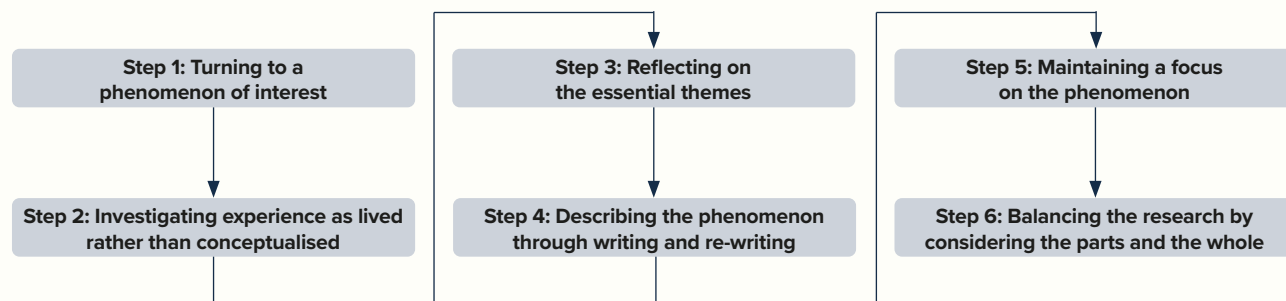 Step 1: Turning to a
phenomenon of interest
Step 2: Investigating experience as lived
rather than conceptualised
Step 3: Reflecting on
the essential themes
Step 4: Describing the phenomenon
through writing and re-writing
Step 5: Maintaining a focus
on the phenomenon
Step 6: Balancing the research by
considering the parts and the whole